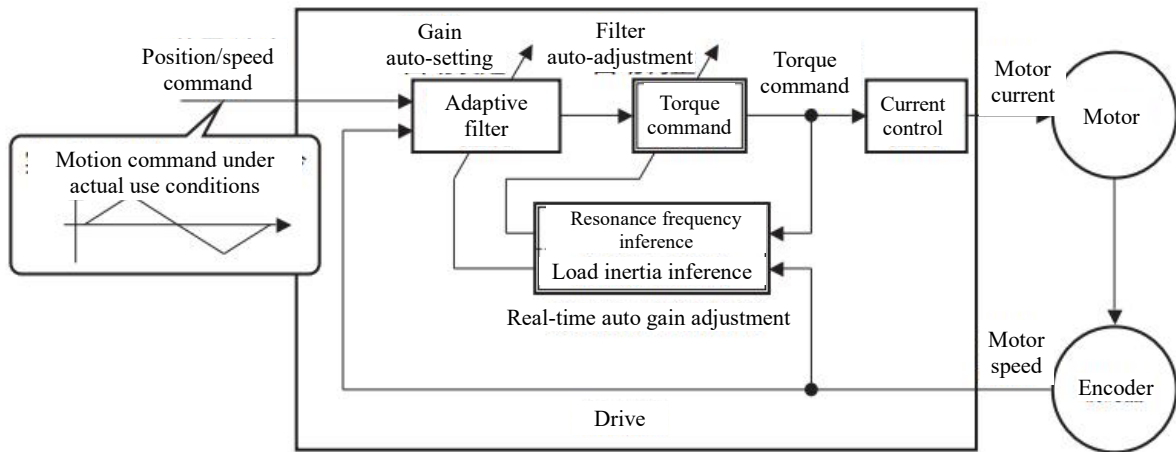 Gain
auto-setting
Filter
auto-adjustment
Position/speed
command
Torque
command
Motor
current
Adaptive
filter
Torque
command
Current
control
Motor
Motion command under
actual use conditions
Resonance frequency
inference
Load inertia inference
Real-time auto gain adjustment
Motor
speed
Encoder
Drive